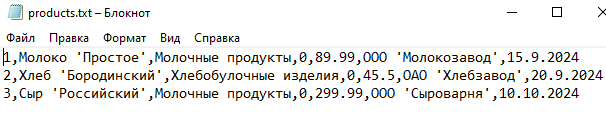 products.txt – Блокнот
Файл Правка Формат Вид Справка
1,Молоко 'Простое',Молочные продукты,0,89.99,ООО 'Молокозавод',15.9.2024
2,Хлеб 'Бородинский',Хлебобулочные изделия,0,45.5,ОАО 'Хлебзавод',20.9.2024
3,Сыр 'Российский',Молочные продукты,0,299.99,ООО 'Сыроварня',10.10.2024